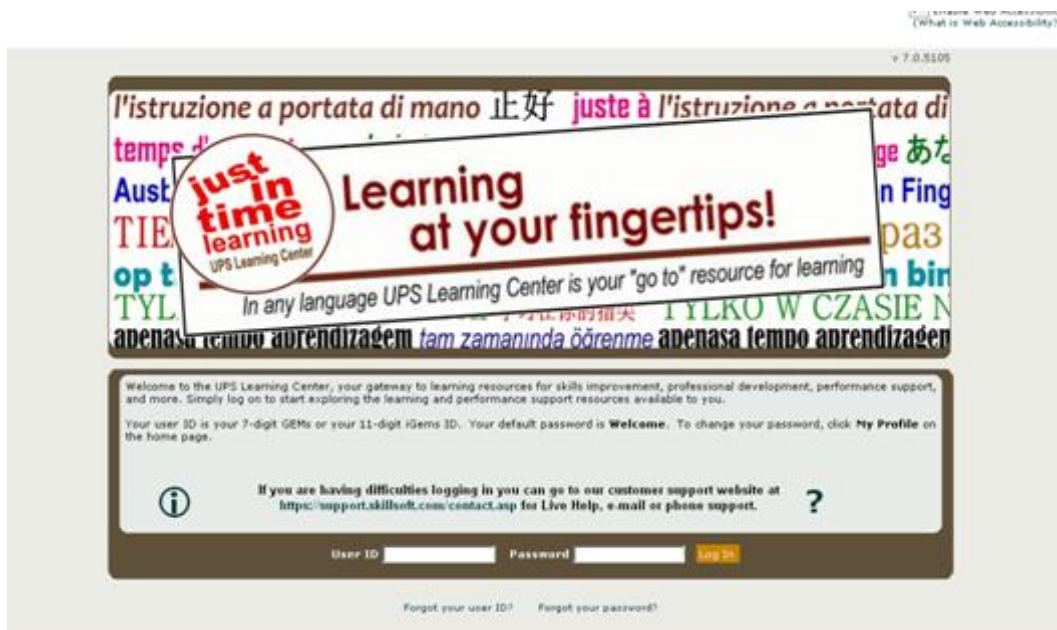 (What is Web Accessibility?
v 7.0.5105
l'istruzione a portata di mano 止好 juste à l'istruzione a portata di
temps ge あな
Ausb n Fing
TIE раз
op t n bin
TYL TYLKO W CZASIE N
apenasa tempo aprendizagem tam zamanında öğrenme apenasa tempo aprendizagem
just
in
time
learning
UPS Learning Center
Learning
at your fingertips!
In any language UPS Learning Center is your "go to" resource for learning
Welcome to the UPS Learning Center, your gateway to learning resources for skills improvement, professional development, performance support,
and more. Simply log on to start exploring the learning and performance support resources available to you.
Your user ID is your 7-digit GEMs or your 11-digit iGems ID. Your default password is Welcome. To change your password, click My Profile on
the home page.
If you are having difficulties logging in you can go to our customer support website at
https://support.skillsoft.com/contact.asp for Live Help, e-mail or phone support.
?
User ID Password Log In
Forgot your user ID? Forgot your password?